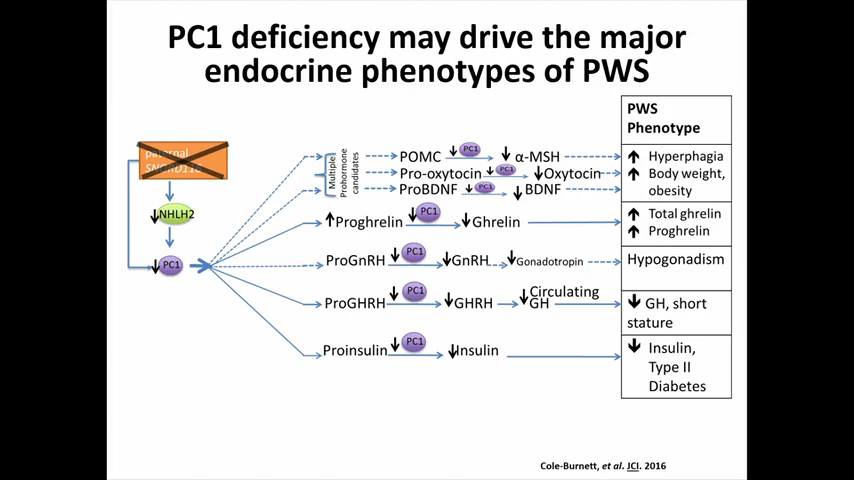 PC1 deficiency may drive the major
endocrine phenotypes of PWS
PWS
Phenotype
paternal
Multiple
Prohormone
candidates
POMC ↓ PC1 ↓ α-MSH
Pro-oxytocin ↓ PC1 ↓Oxytocin
ProBDNF ↓ PC1 ↓ BDNF
↑ Hyperphagia
↑ Body weight,
obesity
↓NHLH2
↑Proghrelin ↓ PC1 ↓Ghrelin
↑ Total ghrelin
↑ Proghrelin
↓ PC1
ProGnRH ↓ PC1 ↓GnRH ↓Gonadotropin
Hypogonadism
ProGHRH ↓ PC1 ↓GHRH ↓Circulating
GH
↓ GH, short
stature
Proinsulin ↓ PC1 ↓Insulin
↓ Insulin,
Type II
Diabetes
Cole-Burnett, et al. JCI. 2016